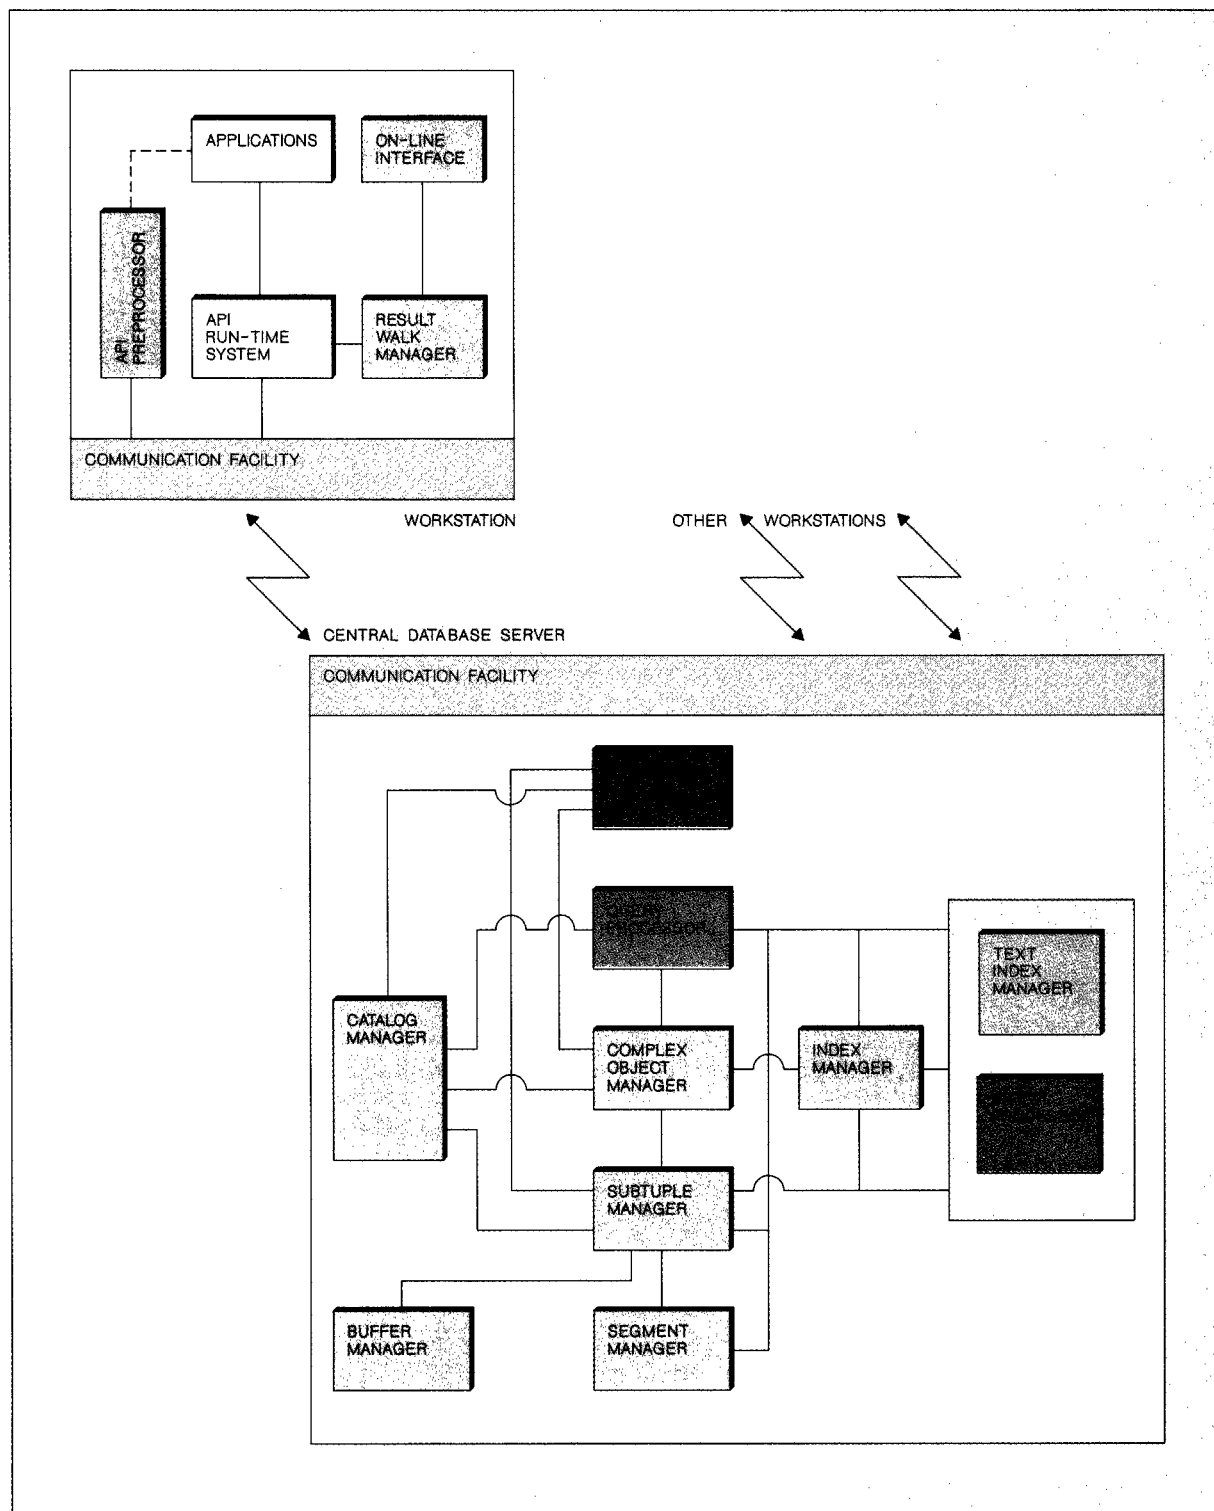 APPLICATIONS
ON-LINE
INTERFACE
API
PREPROCESSOR
API
RUN-TIME
SYSTEM
RESULT
WALK
MANAGER
COMMUNICATION FACILITY
WORKSTATION
OTHER WORKSTATIONS
CENTRAL DATABASE SERVER
COMMUNICATION FACILITY
QUERY
PROCESSOR
TEXT
INDEX
MANAGER
CATALOG
MANAGER
COMPLEX
OBJECT
MANAGER
INDEX
MANAGER
SUBTUPLE
MANAGER
BUFFER
MANAGER
SEGMENT
MANAGER